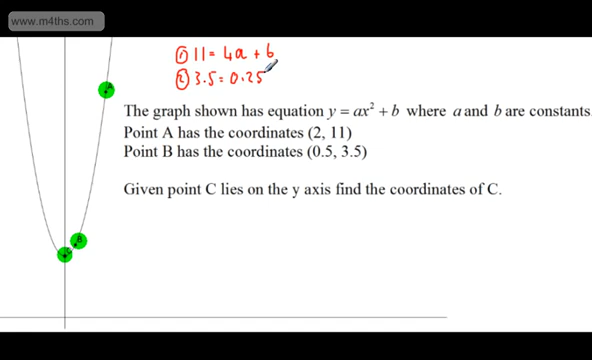 www.m4ths.com
① 11 = 4a + b
② 3.5 = 0.25
A
The graph shown has equation y = ax² + b where a and b are constants.
Point A has the coordinates (2, 11)
Point B has the coordinates (0.5, 3.5)
Given point C lies on the y axis find the coordinates of C.
B
C